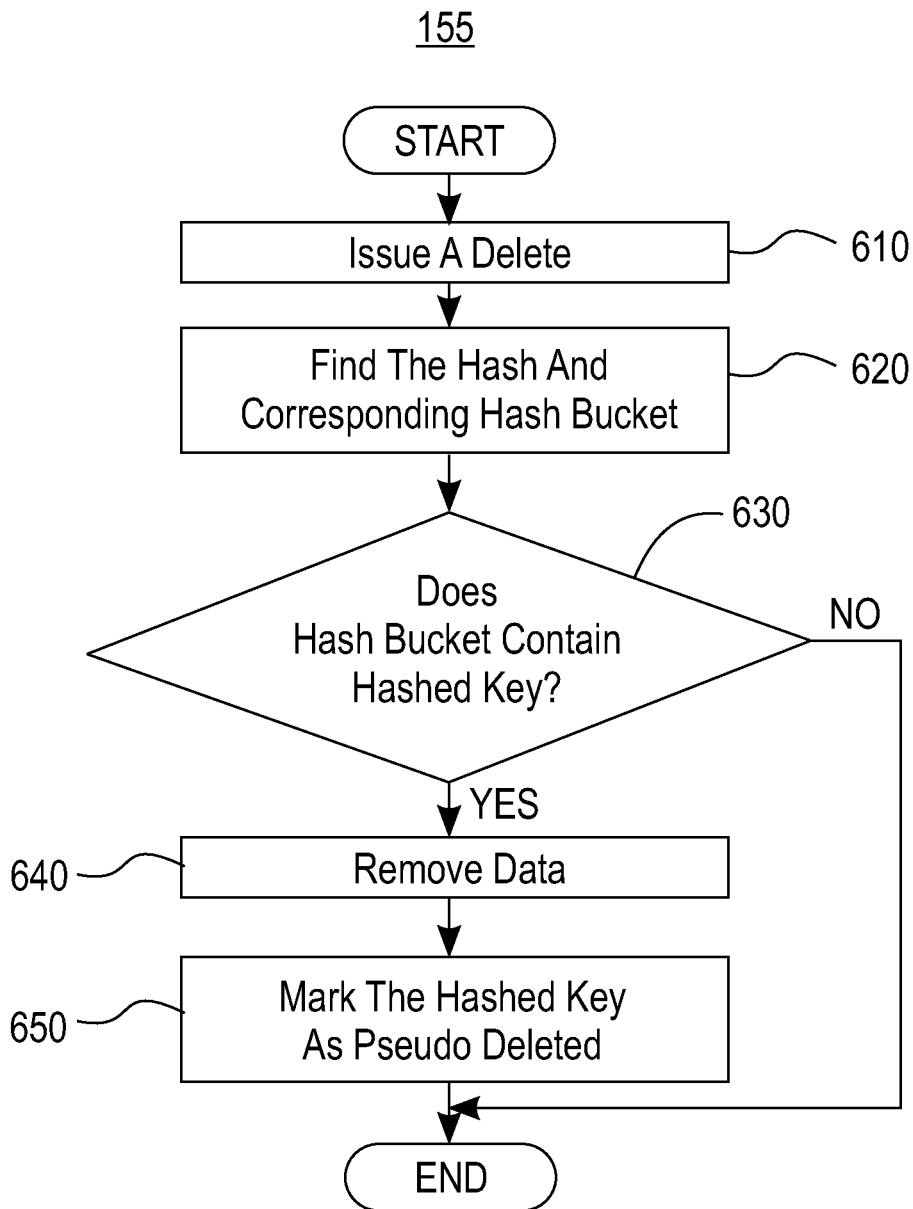 155
START
Issue A Delete
610
Find The Hash And
Corresponding Hash Bucket
620
630
Does
Hash Bucket Contain
Hashed Key?
NO
YES
640
Remove Data
650
Mark The Hashed Key
As Pseudo Deleted
END